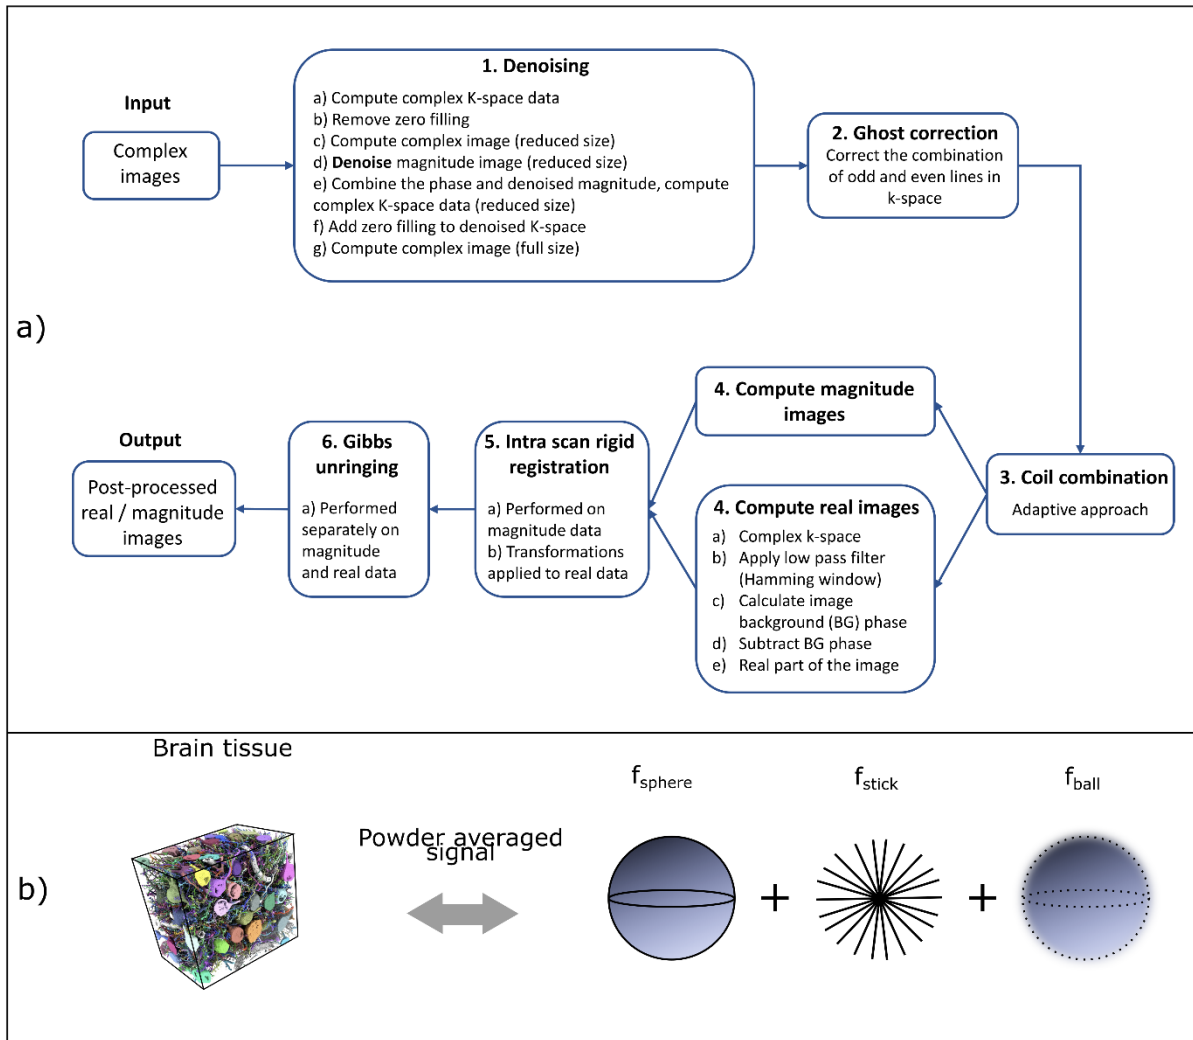 a)
Input
Complex
images
1. Denoising
a) Compute complex K-space data
b) Remove zero filling
c) Compute complex image (reduced size)
d) Denoise magnitude image (reduced size)
e) Combine the phase and denoised magnitude, compute
complex K-space data (reduced size)
f) Add zero filling to denoised K-space
g) Compute complex image (full size)
2. Ghost correction
Correct the combination
of odd and even lines in
k-space
3. Coil combination
Adaptive approach
4. Compute magnitude
images
4. Compute real images
a) Complex k-space
b) Apply low pass filter
(Hamming window)
c) Calculate image
background (BG) phase
d) Subtract BG phase
e) Real part of the image
5. Intra scan rigid
registration
a) Performed on
magnitude data
b) Transformations
applied to real data
6. Gibbs
unringing
a) Performed
separately on
magnitude
and real data
Output
Post-processed
real / magnitude
images
b)
Brain tissue
Powder averaged
signal
fsphere
+
fstick
+
fball